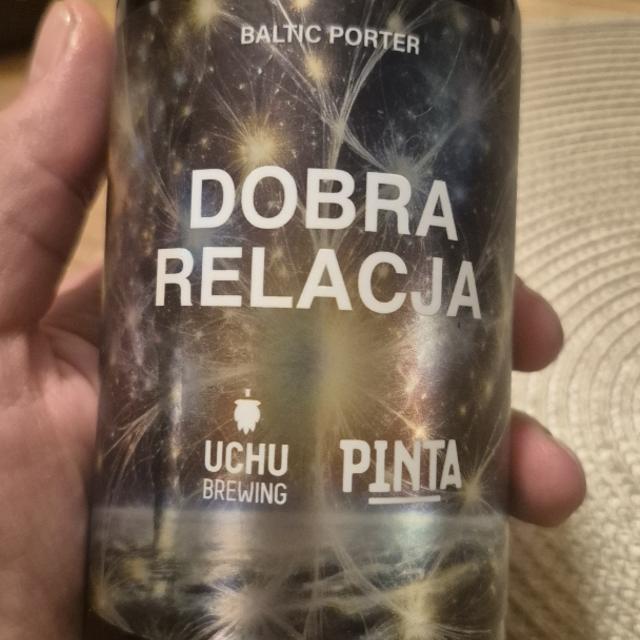 BALTIC PORTER
DOBRA
RELACJA
UCHU
BREWING
PINTA